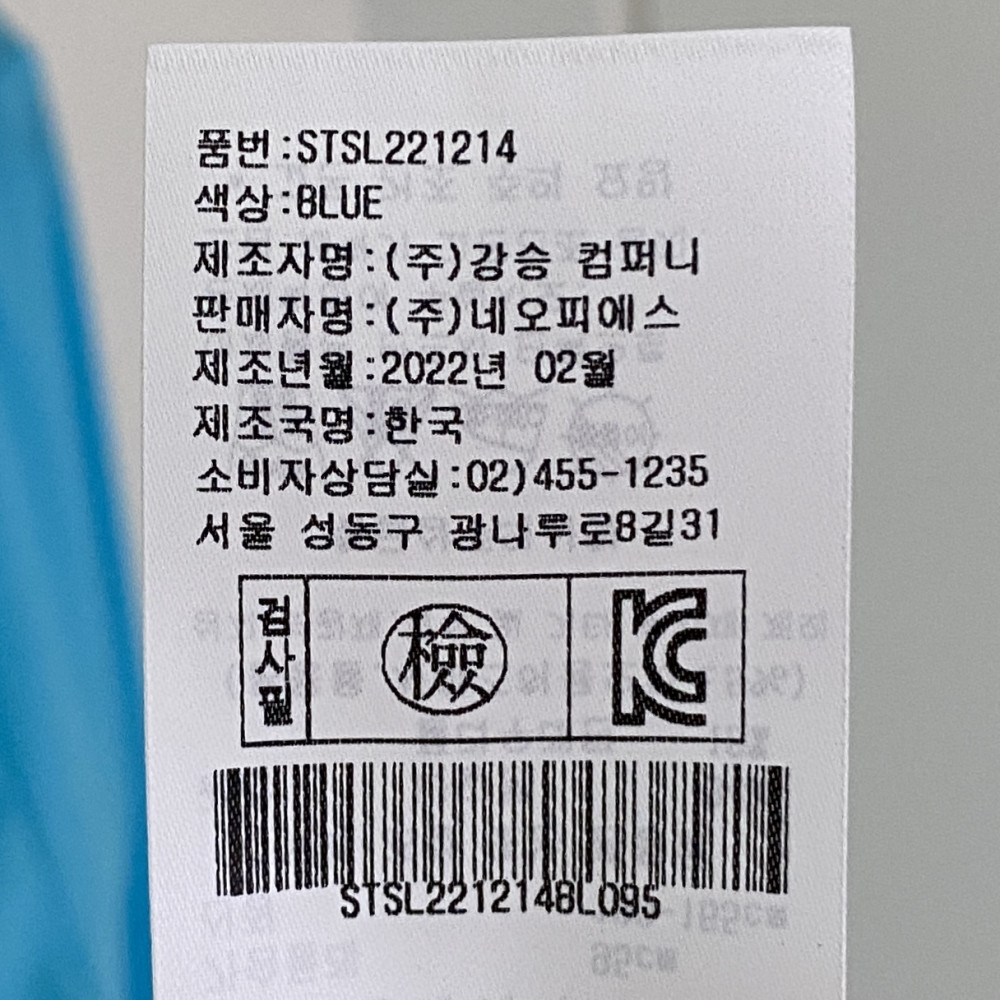 품번:STSL221214
색상:BLUE
제조자명:(주)강승 컴퍼니
판매자명:(주)네오피에스
제조년월:2022년 02월
제조국명:한국
소비자상담실:02)455-1235
서울 성동구 광나루로8길31
검사필
檢
KC
STSL221214BL095